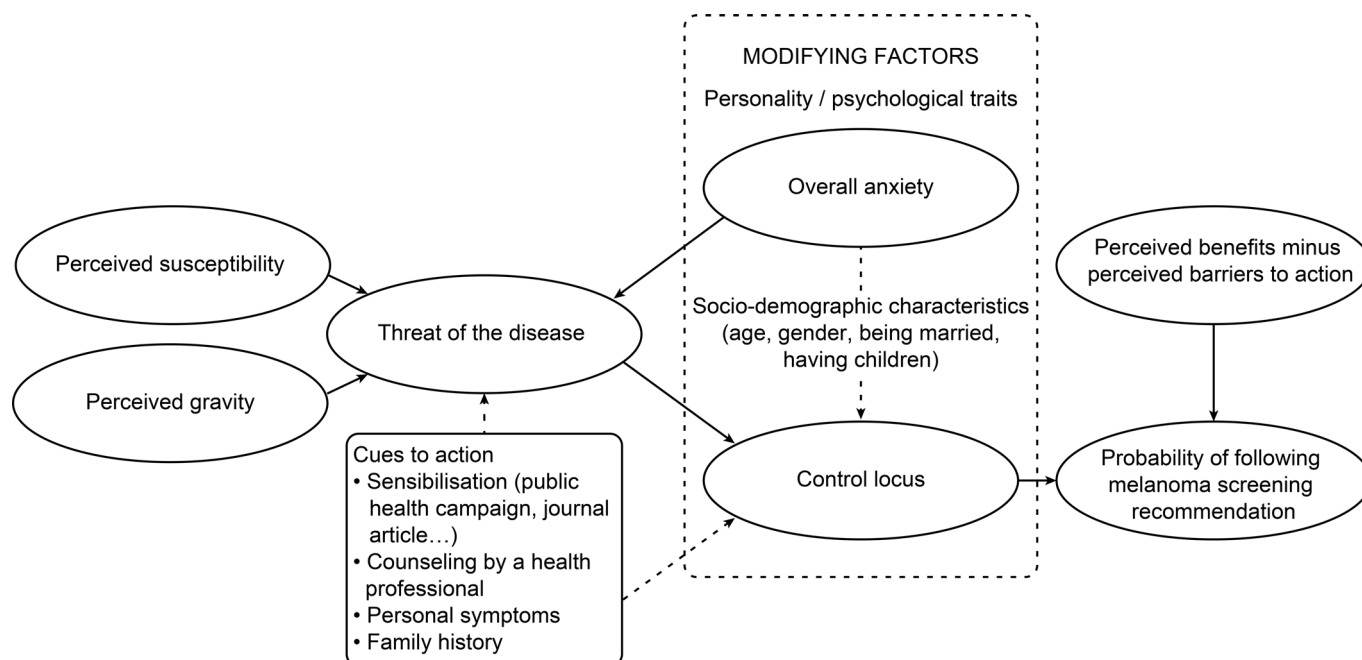 MODIFYING FACTORS
Personality / psychological traits
Overall anxiety
Perceived susceptibility
Perceived benefits minus
perceived barriers to action
Socio-demographic characteristics
(age, gender, being married,
having children)
Threat of the disease
Perceived gravity
Cues to action
• Sensibilisation (public
health campaign, journal
article…)
• Counseling by a health
professional
• Personal symptoms
• Family history
Control locus
Probability of following
melanoma screening
recommendation